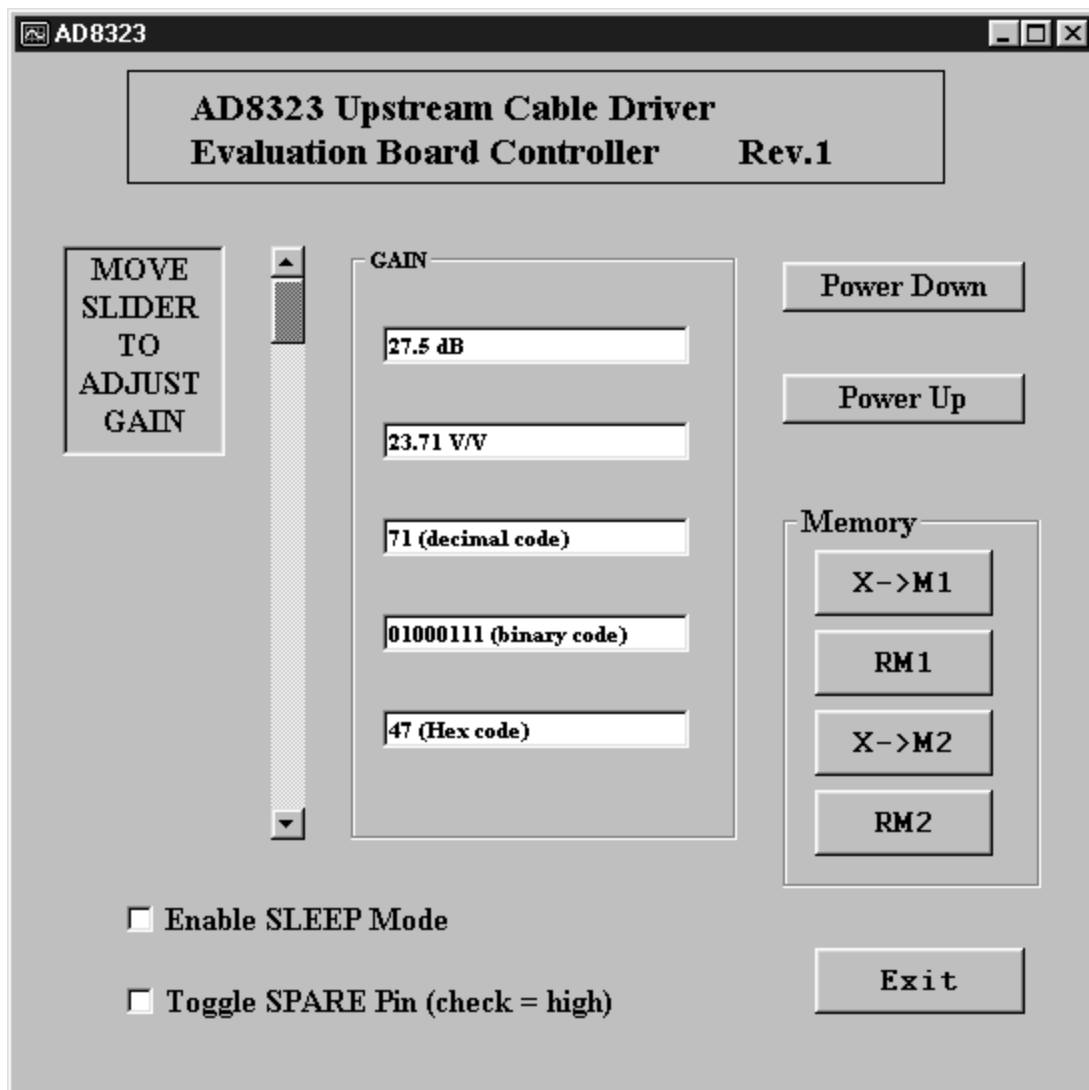 AD8323
AD8323 Upstream Cable Driver
Evaluation Board Controller Rev.1
MOVE
SLIDER
TO
ADJUST
GAIN
GAIN
27.5 dB
23.71 V/V
71 (decimal code)
01000111 (binary code)
47 (Hex code)
Power Down
Power Up
Memory
X->M1
RM1
X->M2
RM2
Enable SLEEP Mode
Toggle SPARE Pin (check = high)
Exit